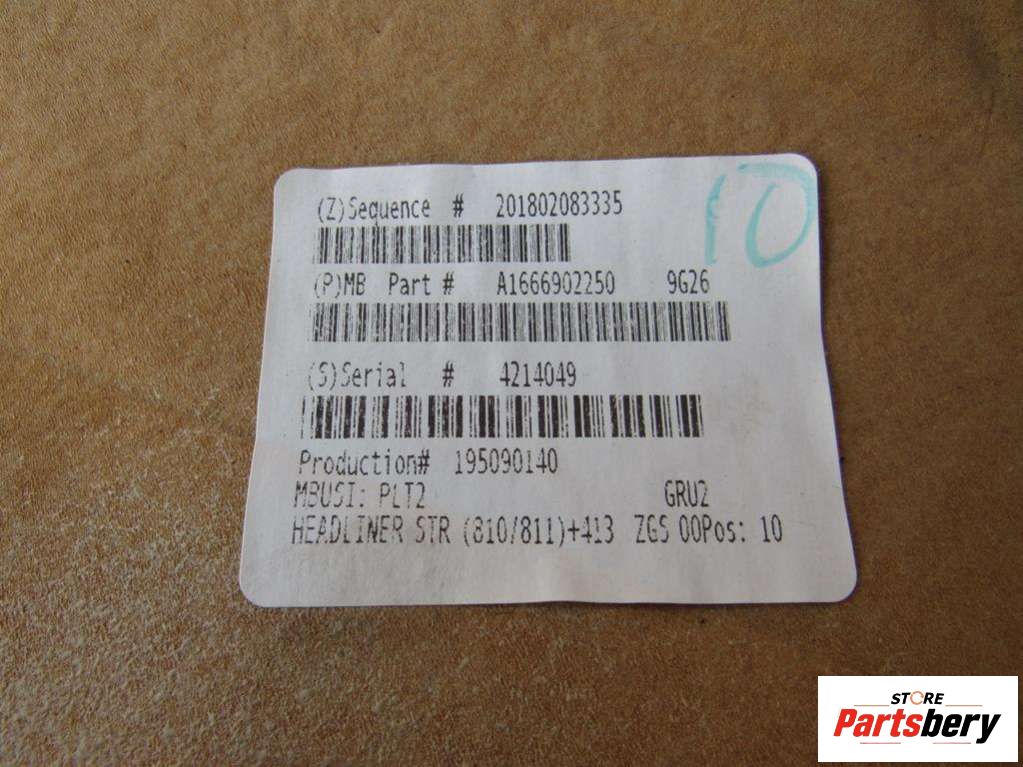 (Z)Sequence # 201802083335
10
(P)MB Part # A1666902250 9G26
(S)Serial # 4214049
Production# 195090140
MBUSI: PLT2 GRU2
HEADLINER STR (810/811)+413 ZGS 00Pos: 10
STORE
Partsbery